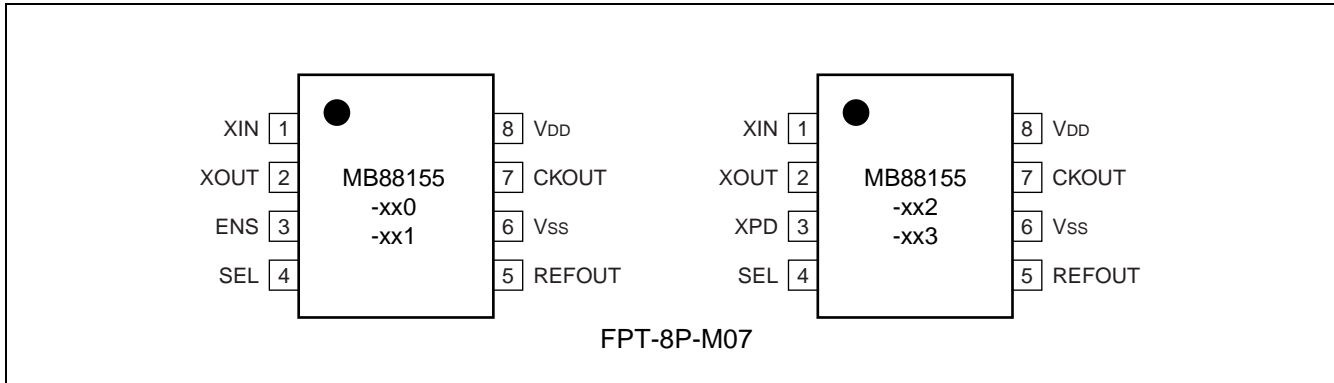 XIN 1
XOUT 2
ENS 3
SEL 4
MB88155
-xx0
-xx1
8 VDD
7 CKOUT
6 VSS
5 REFOUT
XIN 1
XOUT 2
XPD 3
SEL 4
MB88155
-xx2
-xx3
8 VDD
7 CKOUT
6 VSS
5 REFOUT
FPT-8P-M07